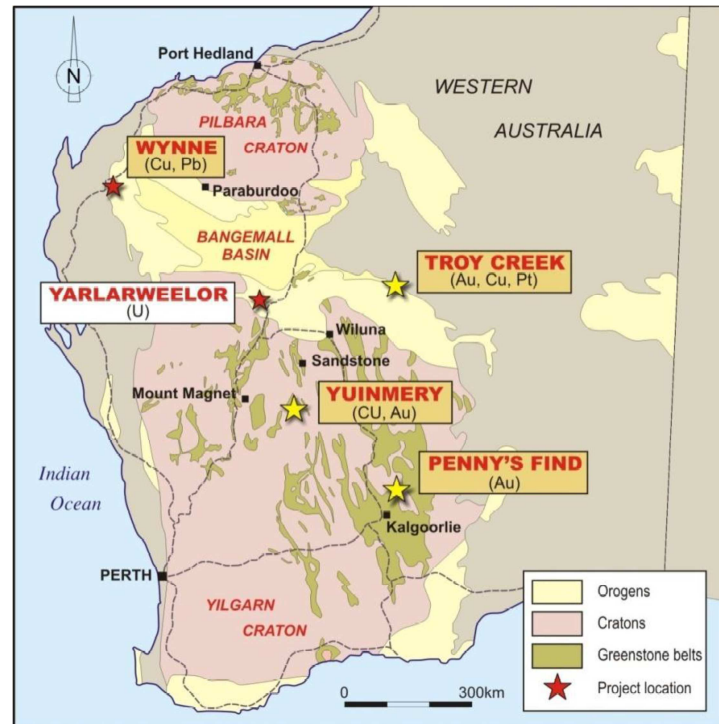 Port Hedland
N
WESTERN
AUSTRALIA
PILBARA
CRATON
WYNNE
(Cu, Pb)
Paraburdoo
BANGEMALL
BASIN
TROY CREEK
(Au, Cu, Pt)
YARLARWEELOR
(U)
Wiluna
Sandstone
Mount Magnet
YUINMERY
(CU, Au)
Indian
Ocean
PENNY'S FIND
(Au)
Kalgoorlie
PERTH
YILGARN
CRATON
Orogens
Cratons
Greenstone belts
Project location
0 300km